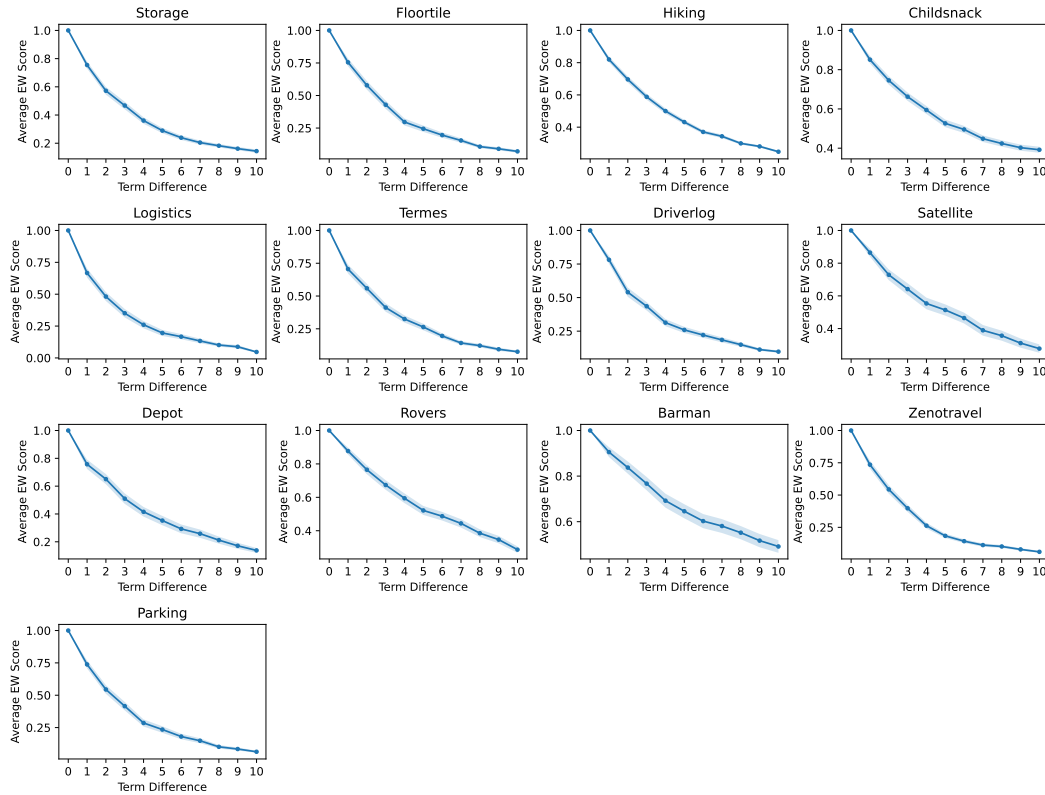 Storage
Average EW Score
1.0
0.8
0.6
0.4
0.2
0 1 2 3 4 5 6 7 8 9 10
Term Difference
Floortile
Average EW Score
1.00
0.75
0.50
0.25
0 1 2 3 4 5 6 7 8 9 10
Term Difference
Hiking
Average EW Score
1.0
0.8
0.6
0.4
0 1 2 3 4 5 6 7 8 9 10
Term Difference
Childsnack
Average EW Score
1.0
0.8
0.6
0.4
0 1 2 3 4 5 6 7 8 9 10
Term Difference
Logistics
Average EW Score
1.00
0.75
0.50
0.25
0.00
0 1 2 3 4 5 6 7 8 9 10
Term Difference
Termes
Average EW Score
1.00
0.75
0.50
0.25
0 1 2 3 4 5 6 7 8 9 10
Term Difference
Driverlog
Average EW Score
1.00
0.75
0.50
0.25
0 1 2 3 4 5 6 7 8 9 10
Term Difference
Satellite
Average EW Score
1.0
0.8
0.6
0.4
0 1 2 3 4 5 6 7 8 9 10
Term Difference
Depot
Average EW Score
1.0
0.8
0.6
0.4
0.2
0 1 2 3 4 5 6 7 8 9 10
Term Difference
Rovers
Average EW Score
1.0
0.8
0.6
0.4
0 1 2 3 4 5 6 7 8 9 10
Term Difference
Barman
Average EW Score
1.0
0.8
0.6
0 1 2 3 4 5 6 7 8 9 10
Term Difference
Zenotravel
Average EW Score
1.00
0.75
0.50
0.25
0 1 2 3 4 5 6 7 8 9 10
Term Difference
Parking
Average EW Score
1.00
0.75
0.50
0.25
0 1 2 3 4 5 6 7 8 9 10
Term Difference